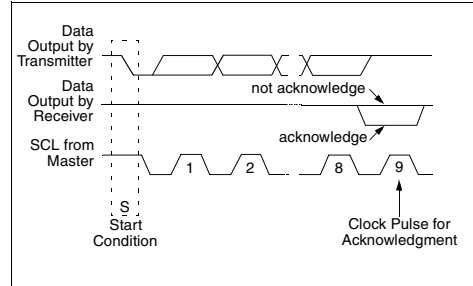 Data
Output by
Transmitter
Data
Output by
Receiver
not acknowledge
acknowledge
SCL from
Master
1
2
8
9
S
Start
Condition
Clock Pulse for
Acknowledgment